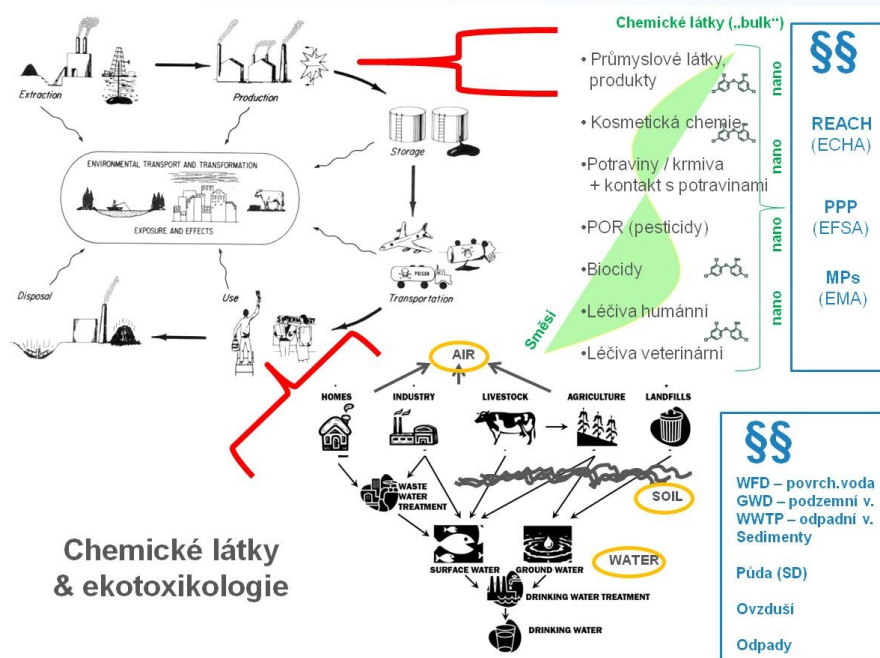 Chemické látky („bulk“)
Extraction
Production
Storage
ENVIRONMENTAL TRANSPORT AND TRANSFORMATION
EXPOSURE AND EFFECTS
Disposal
Use
SUPERMARKET
POISON
Transportation
• Průmyslové látky,
produkty
• Kosmetická chemie
• Potraviny / krmiva
+ kontakt s potravinami
•POR (pesticidy)
•Biocidy
•Léčiva humánní
•Léčiva veterinární
Směsi
nano
nano
nano
nano
§§
REACH
(ECHA)
PPP
(EFSA)
MPs
(EMA)
AIR
HOMES
INDUSTRY
LIVESTOCK
AGRICULTURE
LANDFILLS
WASTE
WATER
TREATMENT
SOIL
SURFACE WATER
GROUND WATER
WATER
DRINKING WATER TREATMENT
DRINKING WATER
Chemické látky
& ekotoxikologie
§§
WFD – povrch.voda
GWD – podzemní v.
WWTP – odpadní v.
Sedimenty
Půda (SD)
Ovzduší
Odpady